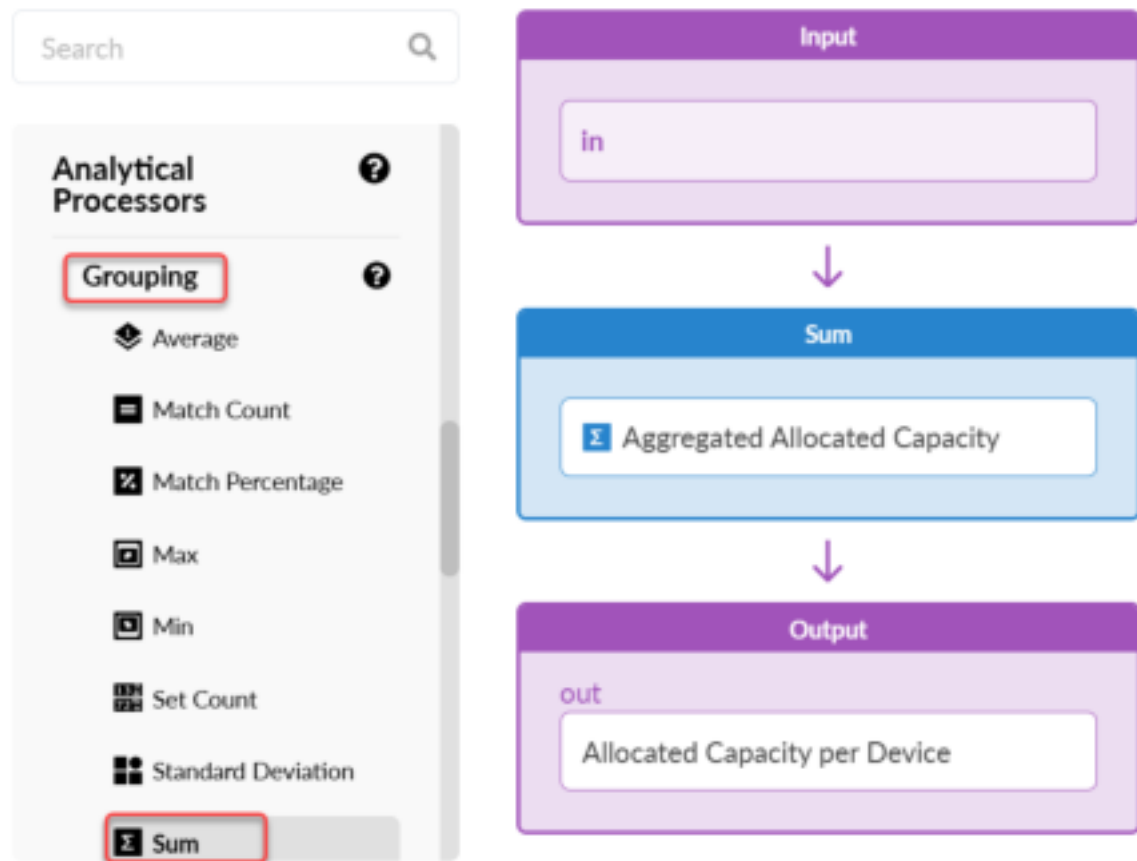 Search
Analytical
Processors
Grouping
Average
Match Count
Match Percentage
Max
Min
Set Count
Standard Deviation
Sum
Input
in
Sum
Aggregated Allocated Capacity
Output
out
Allocated Capacity per Device